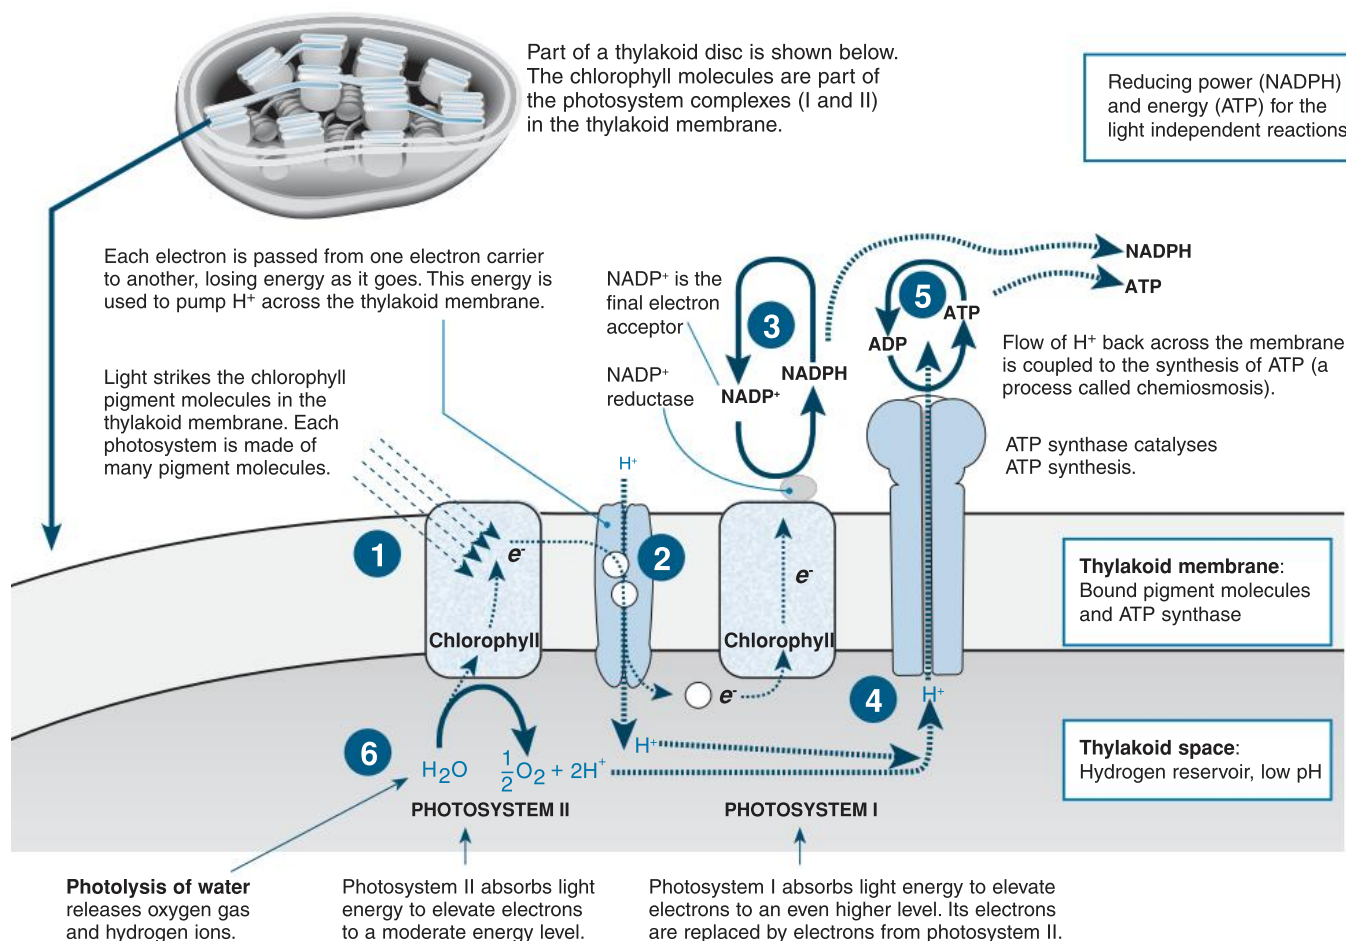 Part of a thylakoid disc is shown below.
The chlorophyll molecules are part of
the photosystem complexes (I and II)
in the thylakoid membrane.
Reducing power (NADPH)
and energy (ATP) for the
light independent reactions
Each electron is passed from one electron carrier
to another, losing energy as it goes. This energy is
used to pump H⁺ across the thylakoid membrane.
NADP⁺ is the
final electron
acceptor
NADP⁺
reductase
3
NADPH
NADP⁺
5
ATP
ADP
NADPH
ATP
Flow of H⁺ back across the membrane
is coupled to the synthesis of ATP (a
process called chemiosmosis).
ATP synthase catalyses
ATP synthesis.
Light strikes the chlorophyll
pigment molecules in the
thylakoid membrane. Each
photosystem is made of
many pigment molecules.
H⁺
1
e⁻
2
e⁻
Chlorophyll
Chlorophyll
Thylakoid membrane:
Bound pigment molecules
and ATP synthase
e⁻
4
H⁺
6
H₂O
½O₂ + 2H⁺
H⁺
Thylakoid space:
Hydrogen reservoir, low pH
PHOTOSYSTEM II
PHOTOSYSTEM I
Photolysis of water
releases oxygen gas
and hydrogen ions.
Photosystem II absorbs light
energy to elevate electrons
to a moderate energy level.
Photosystem I absorbs light energy to elevate
electrons to an even higher level. Its electrons
are replaced by electrons from photosystem II.